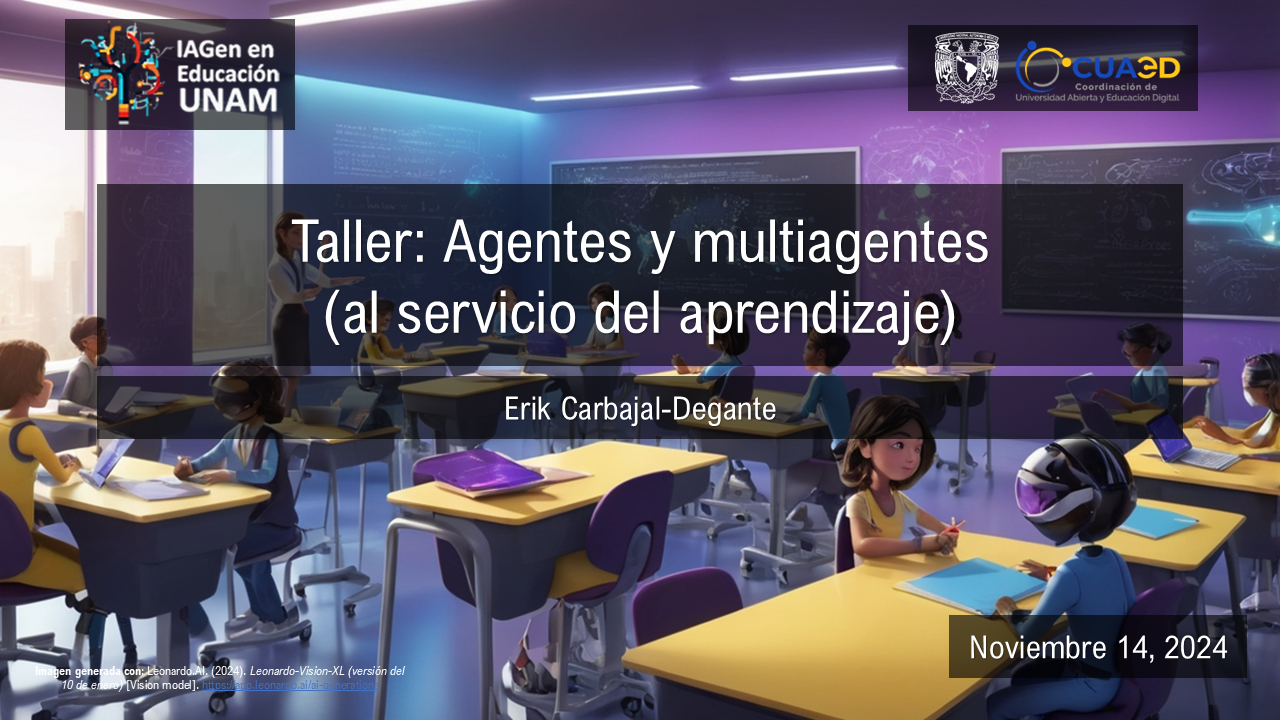 IAGen en
Educación
UNAM
CUAED
Coordinación de
Universidad Abierta y Educación Digital
Taller: Agentes y multiagentes
(al servicio del aprendizaje)
Erik Carbajal-Degante
Noviembre 14, 2024
Imagen generada con: Leonardo.AI. (2024). Leonardo-Vision-XL (versión del
10 de enero) [Vision model].